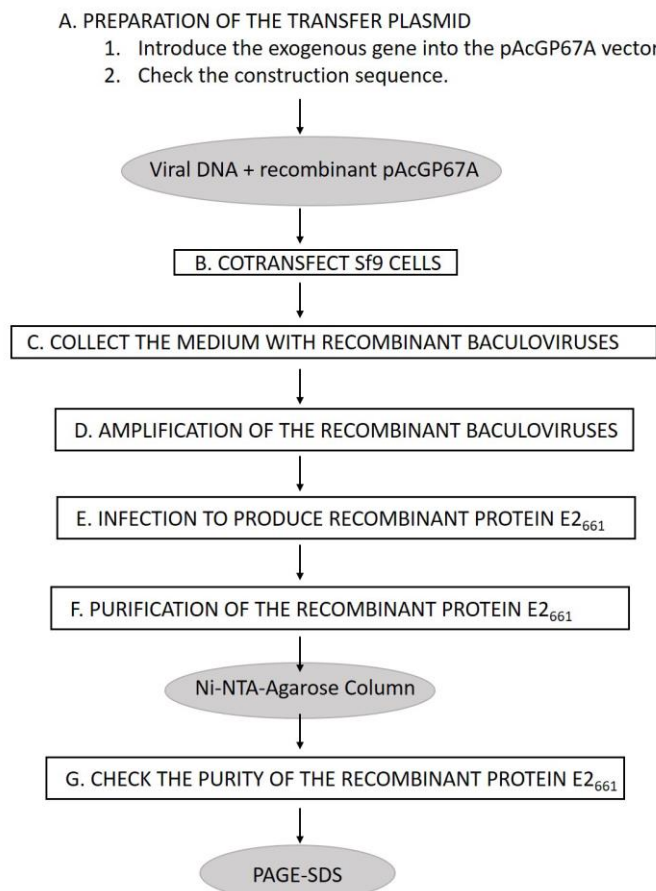 A. PREPARATION OF THE TRANSFER PLASMID
1. Introduce the exogenous gene into the pAcGP67A vector
2. Check the construction sequence.
Viral DNA + recombinant pAcGP67A
B. COTRANSFECT Sf9 CELLS
C. COLLECT THE MEDIUM WITH RECOMBINANT BACULOVIRUSES
D. AMPLIFICATION OF THE RECOMBINANT BACULOVIRUSES
E. INFECTION TO PRODUCE RECOMBINANT PROTEIN E2₆₆₁
F. PURIFICATION OF THE RECOMBINANT PROTEIN E2₆₆₁
Ni-NTA-Agarose Column
G. CHECK THE PURITY OF THE RECOMBINANT PROTEIN E2₆₆₁
PAGE-SDS